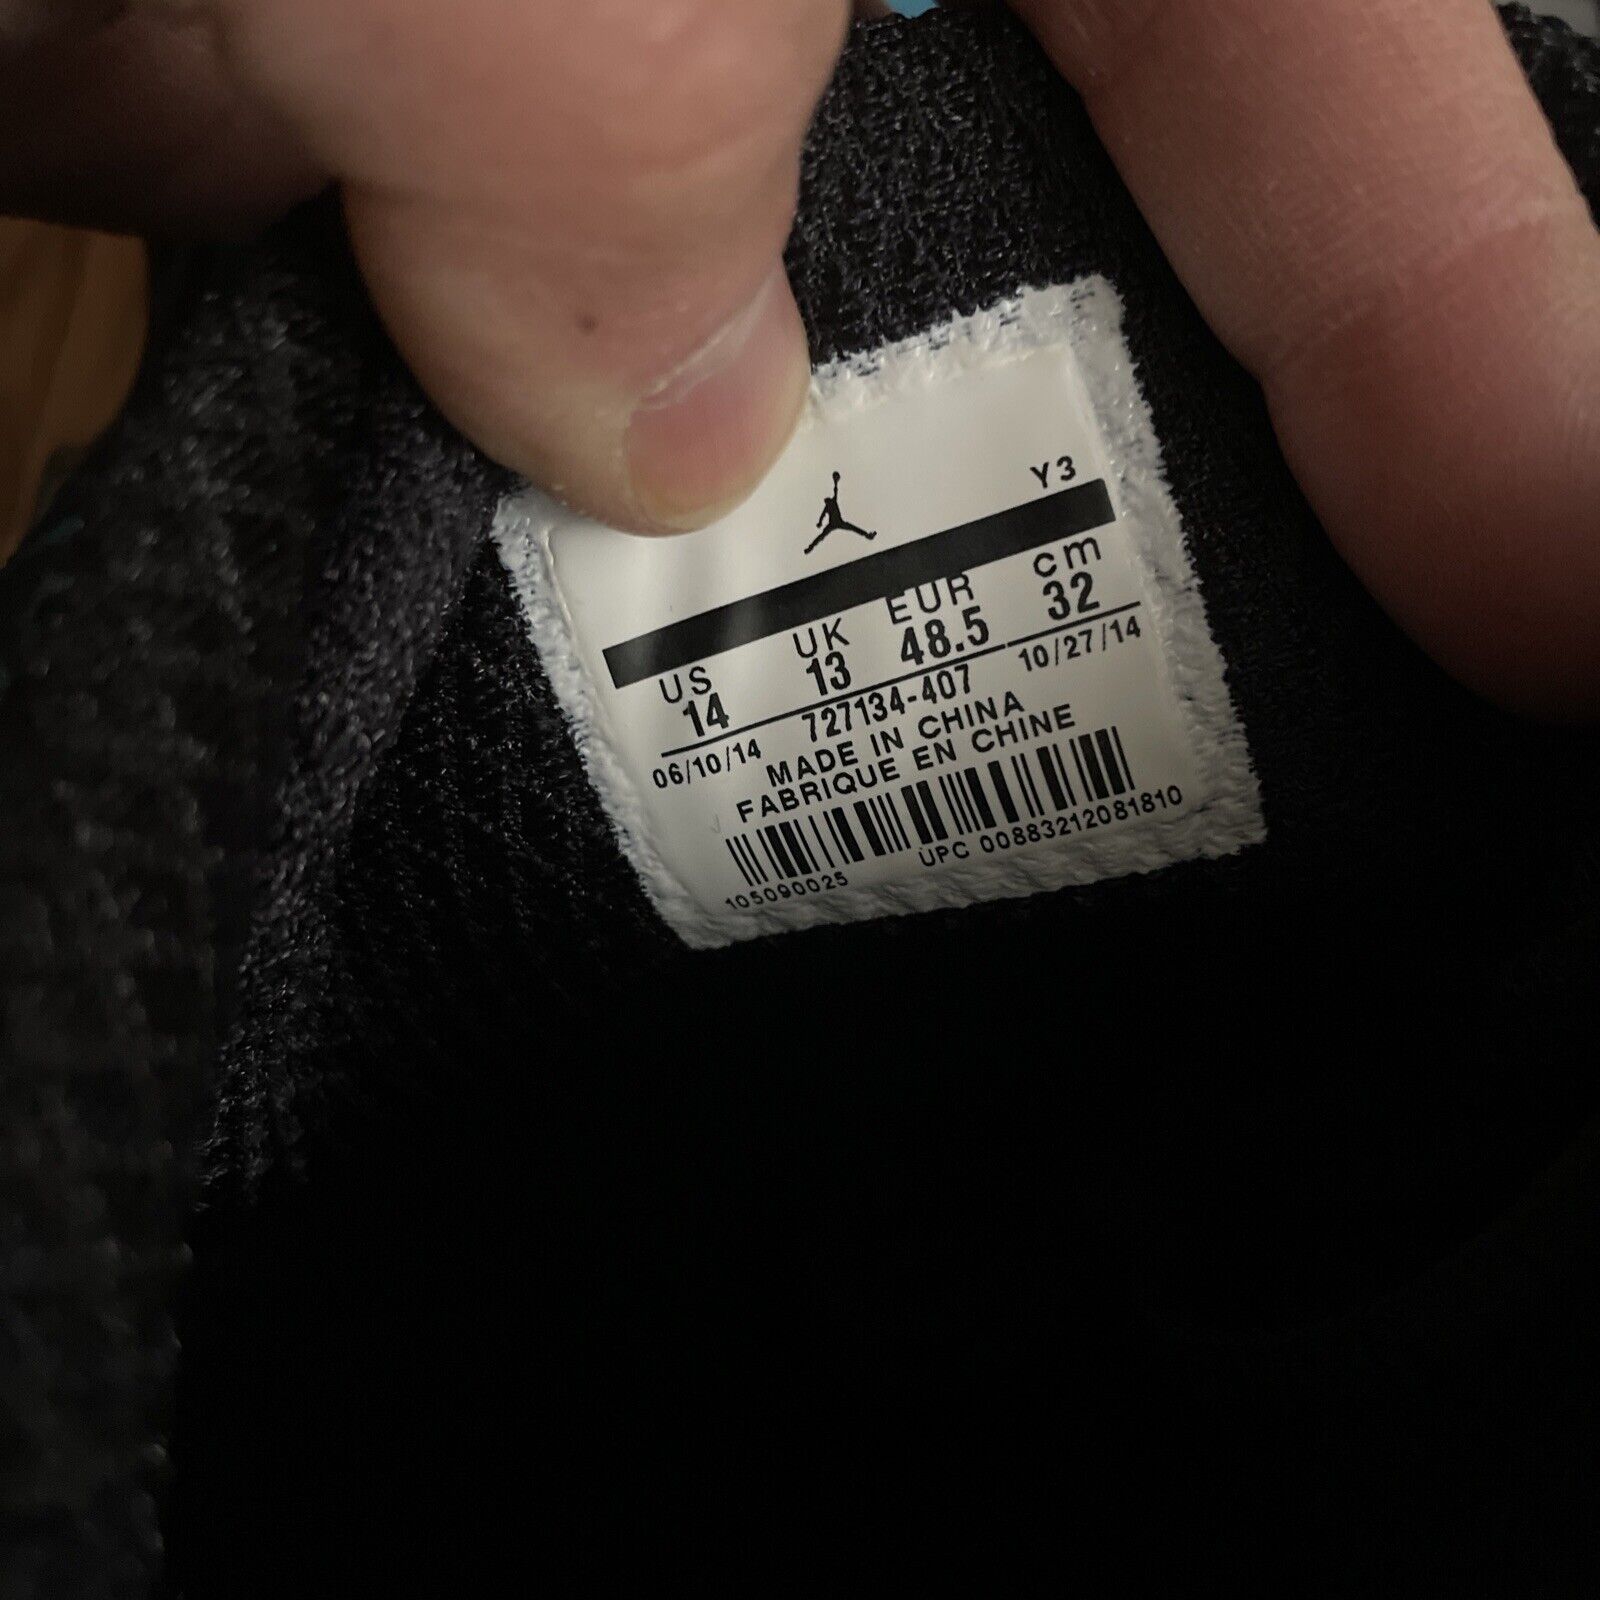 Y3
US UK EUR cm
14 13 48.5 32
06/10/14 727134-407 10/27/14
MADE IN CHINA
FABRIQUE EN CHINE
105090025 UPC 00883212081810